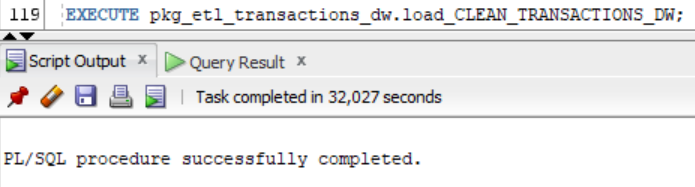 119 EXECUTE pkg_etl_transactions_dw.load_CLEAN_TRANSACTIONS_DW;
Script Output x Query Result x
Task completed in 32,027 seconds
PL/SQL procedure successfully completed.